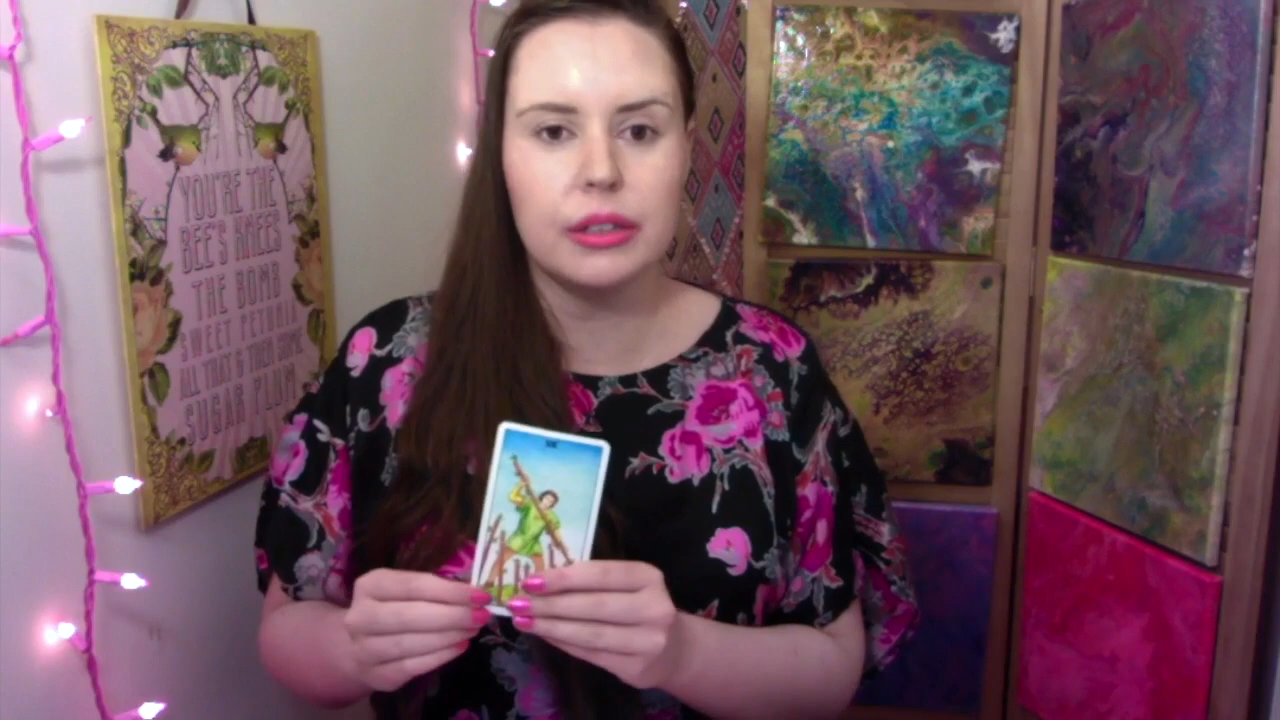 YOU'RE THE
BEE'S KNEES
THE BOMB
SWEET PETUNIA
ALL THAT & THEN SOME
SUGAR PLUM